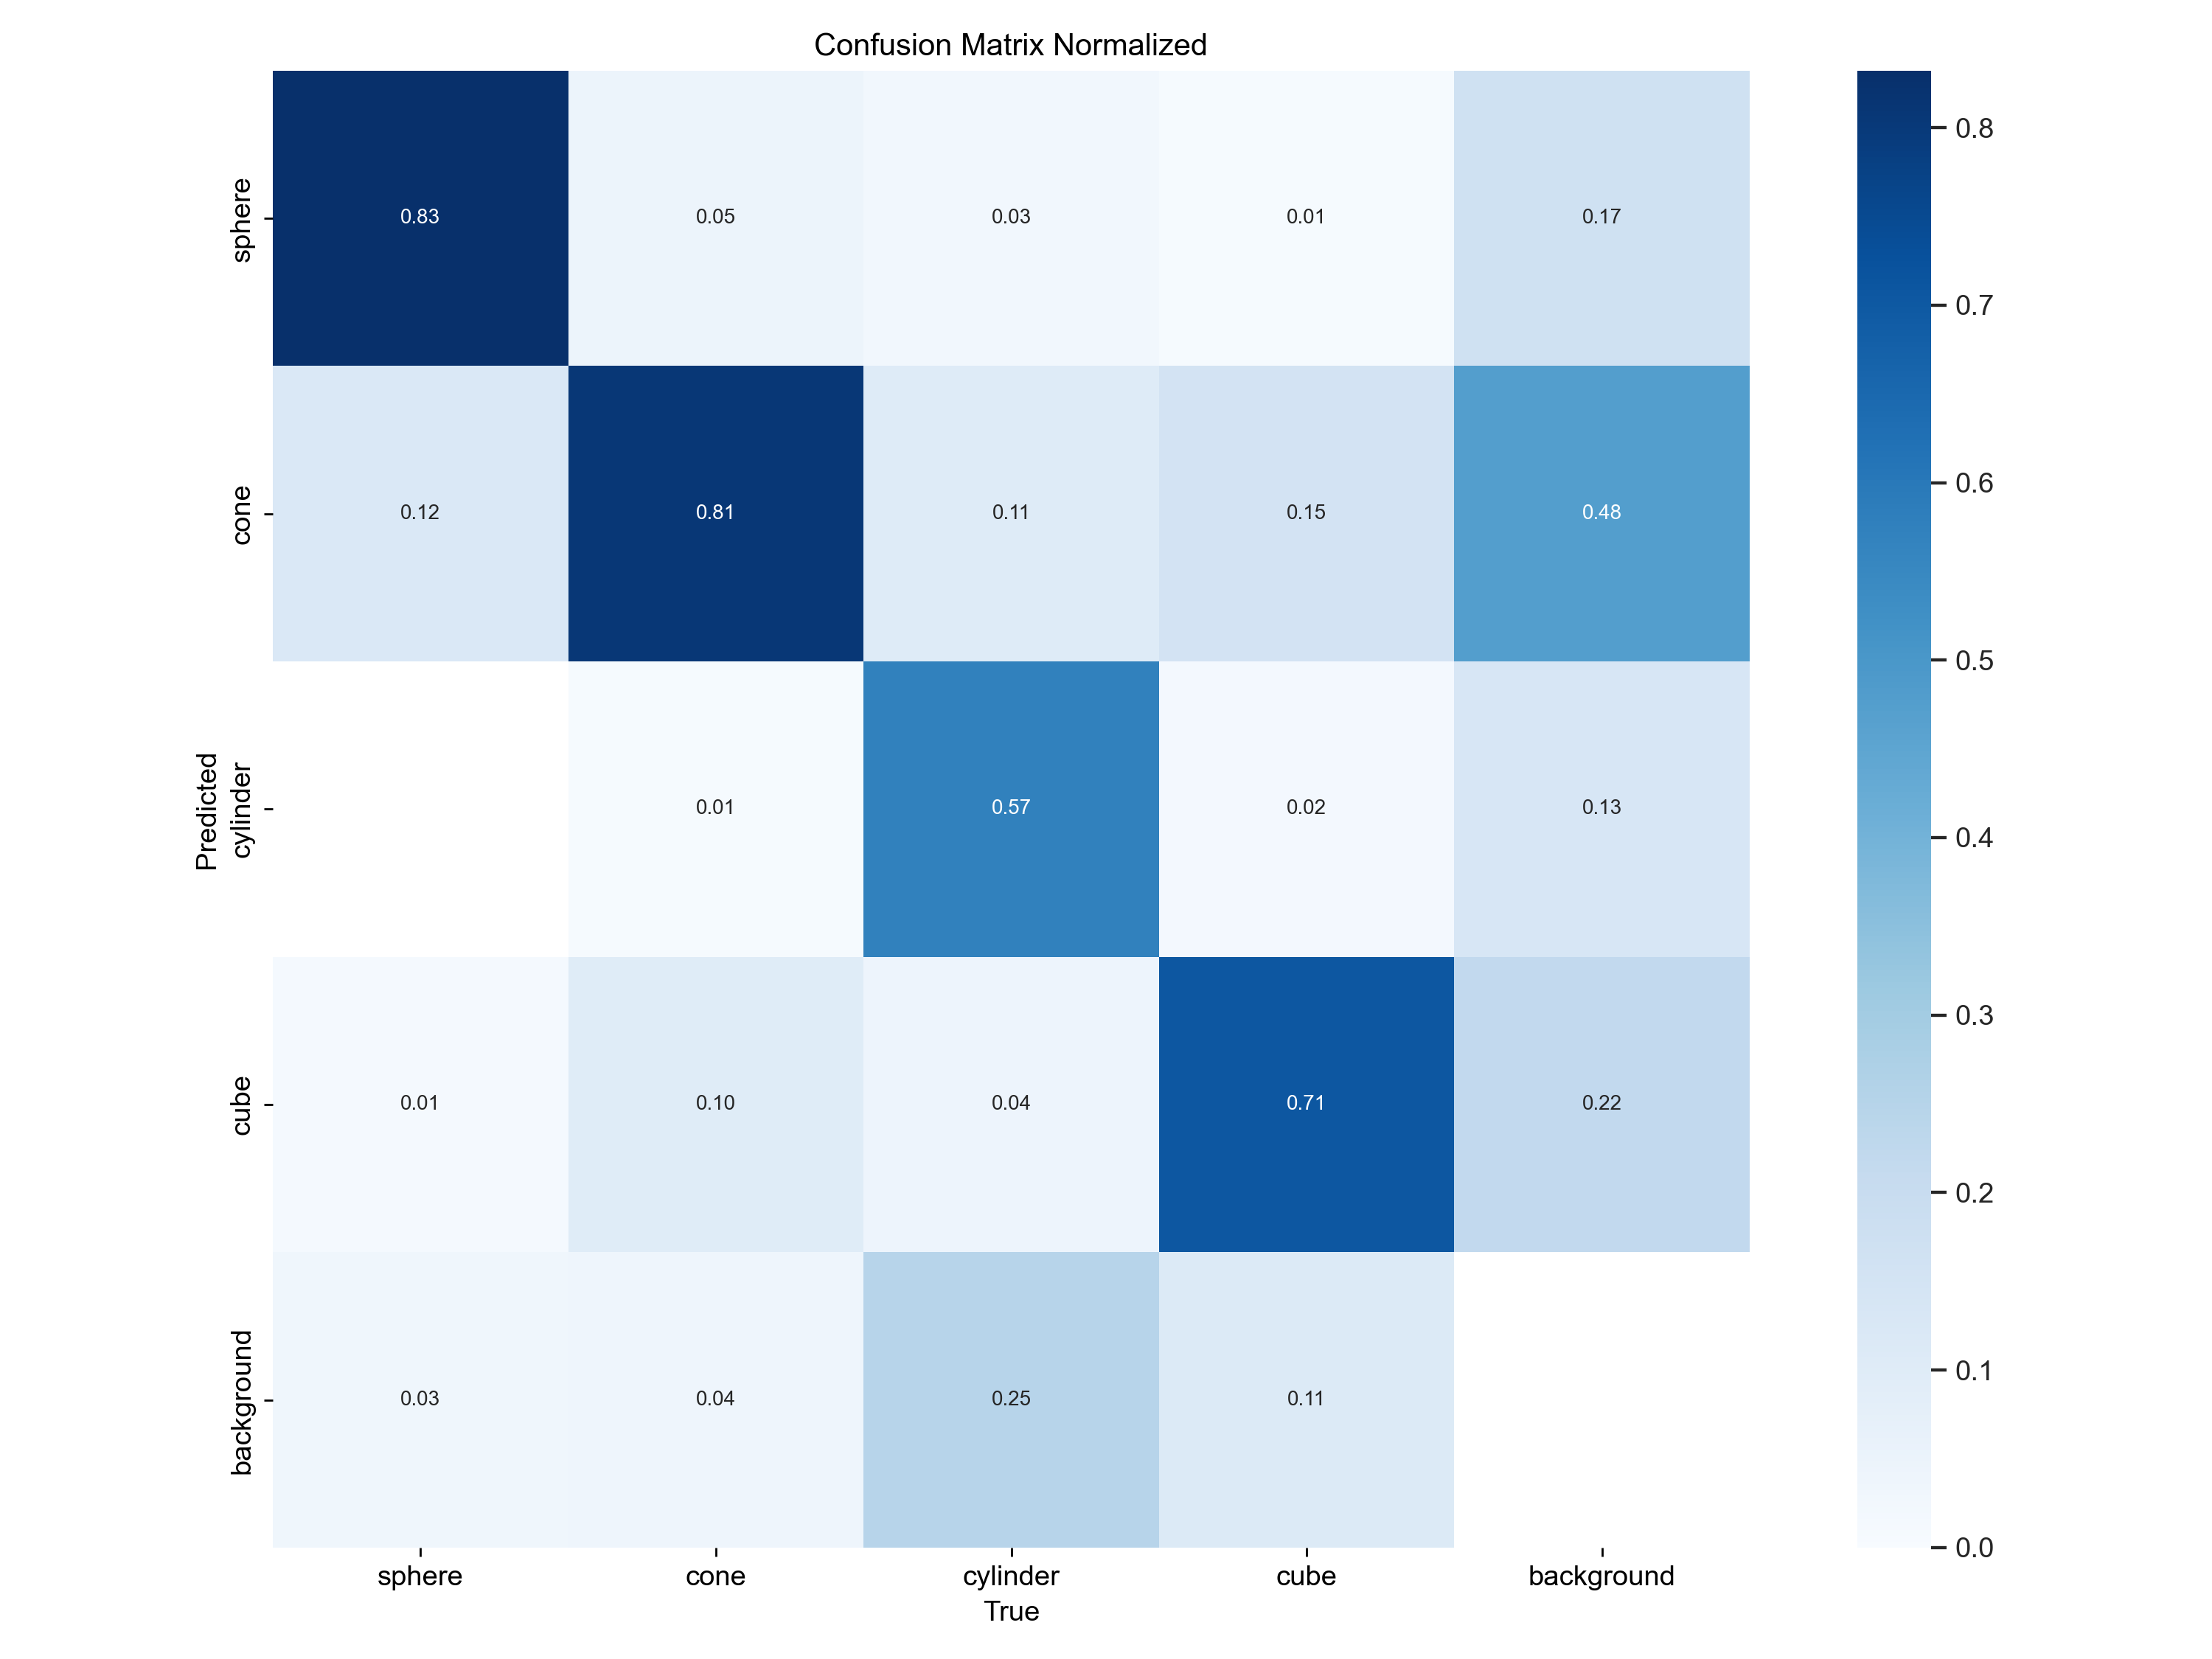 Confusion Matrix Normalized
sphere 0.83 0.05 0.03 0.01 0.17
cone 0.12 0.81 0.11 0.15 0.48
Predicted
cylinder 0.01 0.57 0.02 0.13
cube 0.01 0.10 0.04 0.71 0.22
background 0.03 0.04 0.25 0.11
sphere cone cylinder cube background
True
0.8
0.7
0.6
0.5
0.4
0.3
0.2
0.1
0.0